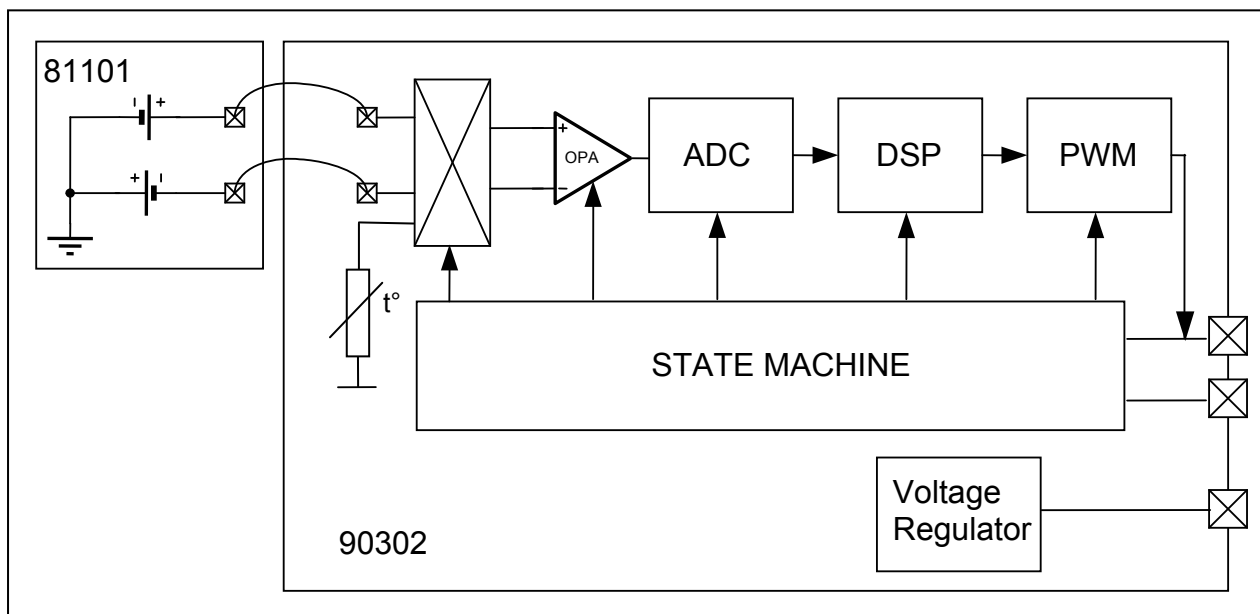 81101
- +
+ -
t°
+
OPA
-
ADC
DSP
PWM
STATE MACHINE
Voltage
Regulator
90302